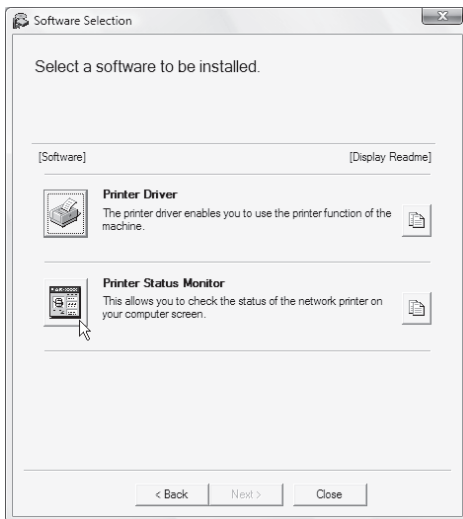 Software Selection
Select a software to be installed.
[Software] [Display Readme]
Printer Driver
The printer driver enables you to use the printer function of the
machine.
Printer Status Monitor
This allows you to check the status of the network printer on
your computer screen.
< Back Next > Close